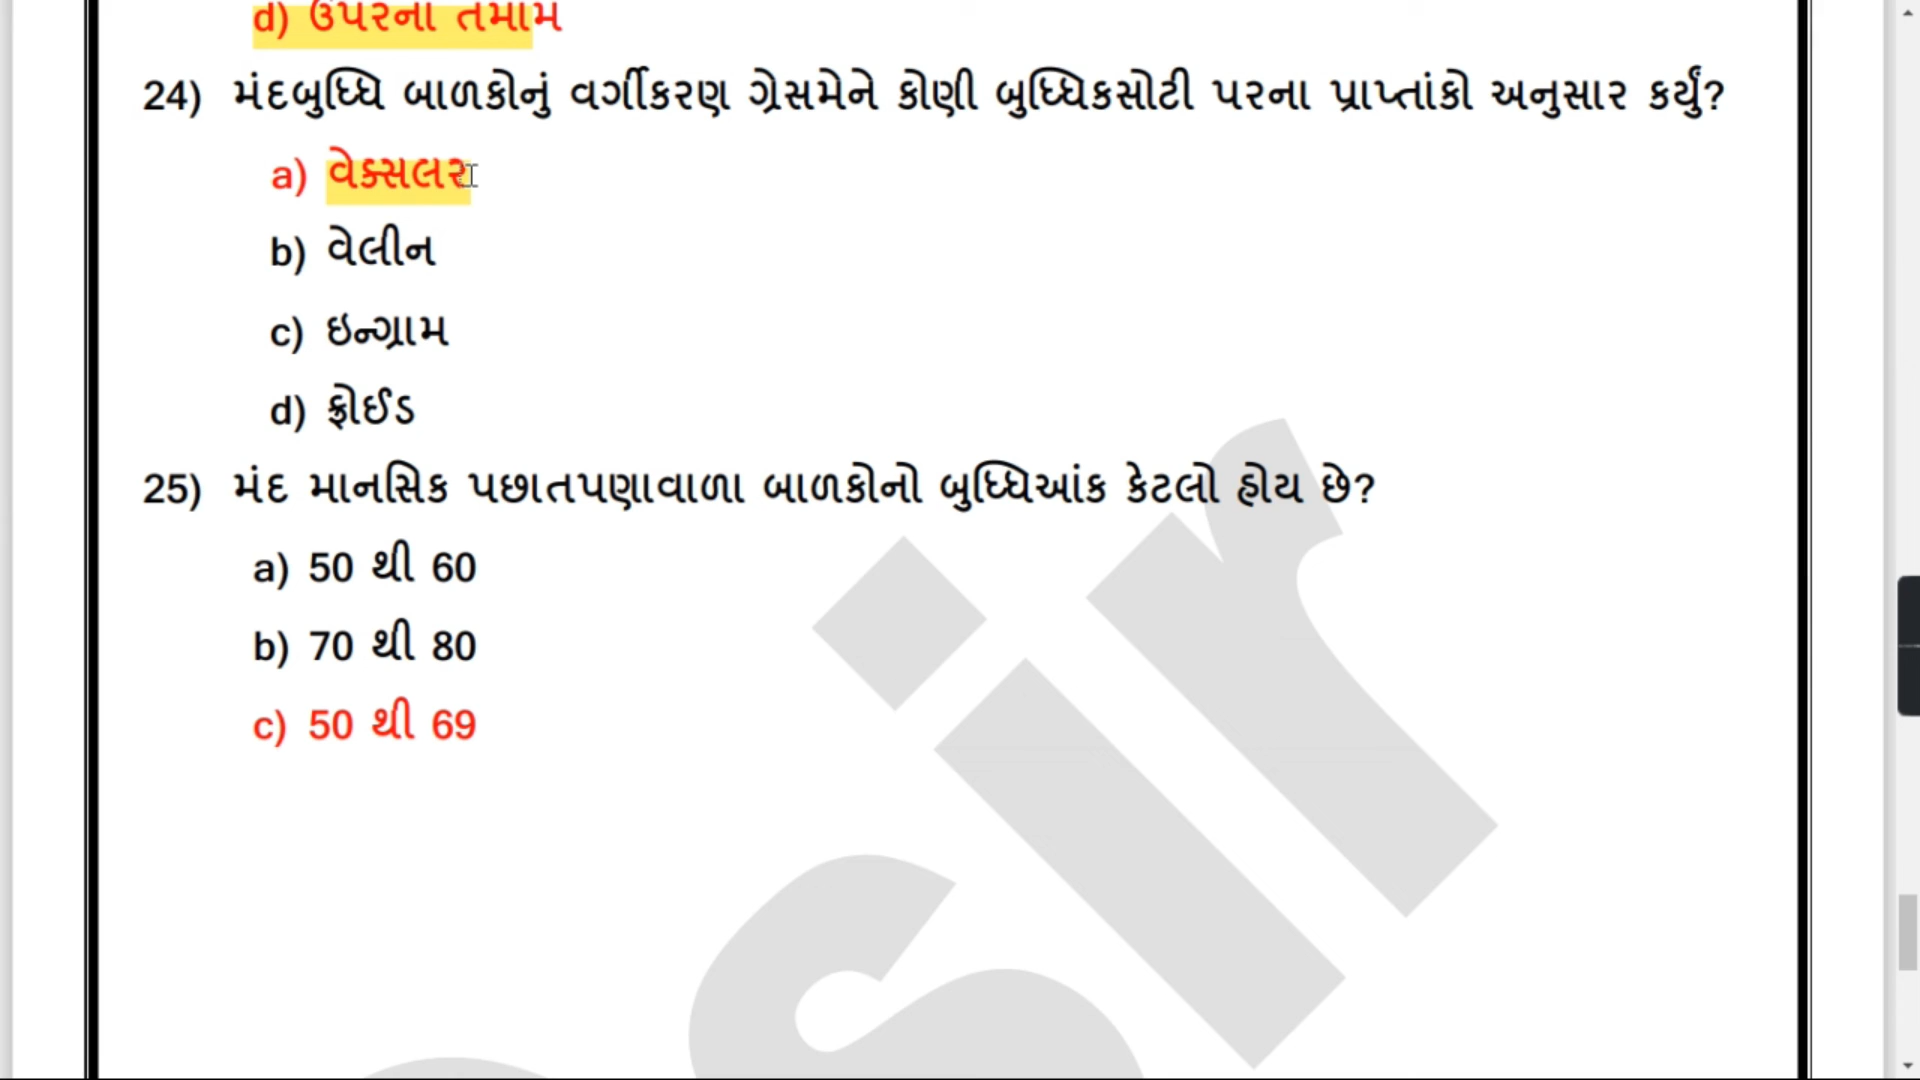 d) ઉપરના તમામ
24) મંદબુધ્ધિ બાળકોનું વર્ગીકરણ ગ્રેસમેને કોણી બુધ્ધિકસોટી પરના પ્રાપ્તાંકો અનુસાર કર્યું?
a) વેક્સલર
b) વેલીન
c) ઇન્ગ્રામ
d) ફ્રોઈડ
25) મંદ માનસિક પછાતપણાવાળા બાળકોનો બુધ્ધિઆંક કેટલો હોય છે?
a) 50 થી 60
b) 70 થી 80
c) 50 થી 69
sir